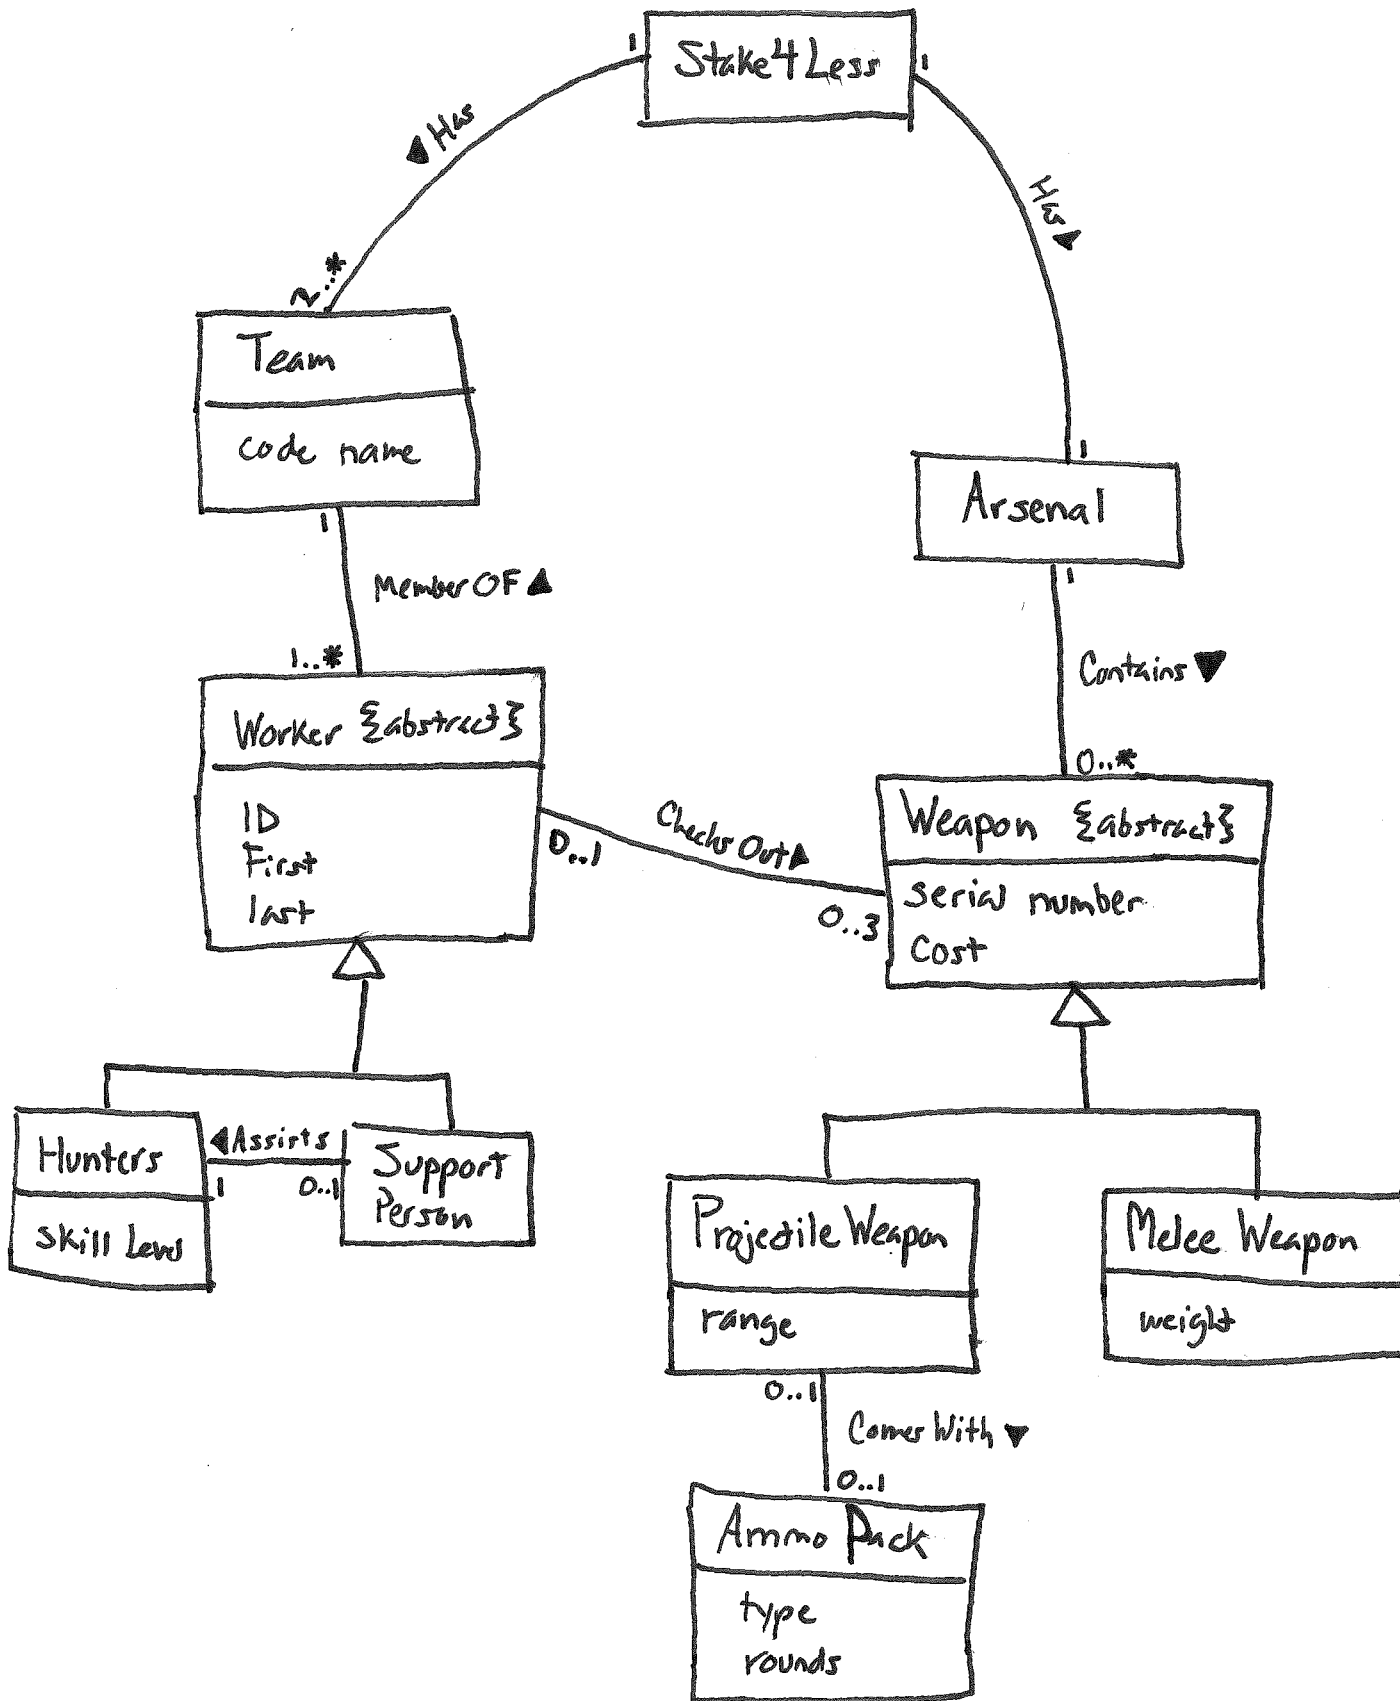 Stake4Less
1
1
◀ Has
Has ▶
2..*
Team
code name
1
Arsenal
1
1
Member OF ▲
Contains ▼
1..*
0..*
Worker {abstract}
ID
First
last
Checks Out ▶
0..1
0..3
Weapon {abstract}
serial number
Cost
Hunters
skill Level
◀ Assists
1
0..1
Support
Person
Projectile Weapon
range
Melee Weapon
weight
0..1
Comes With ▼
0..1
Ammo Pack
type
rounds